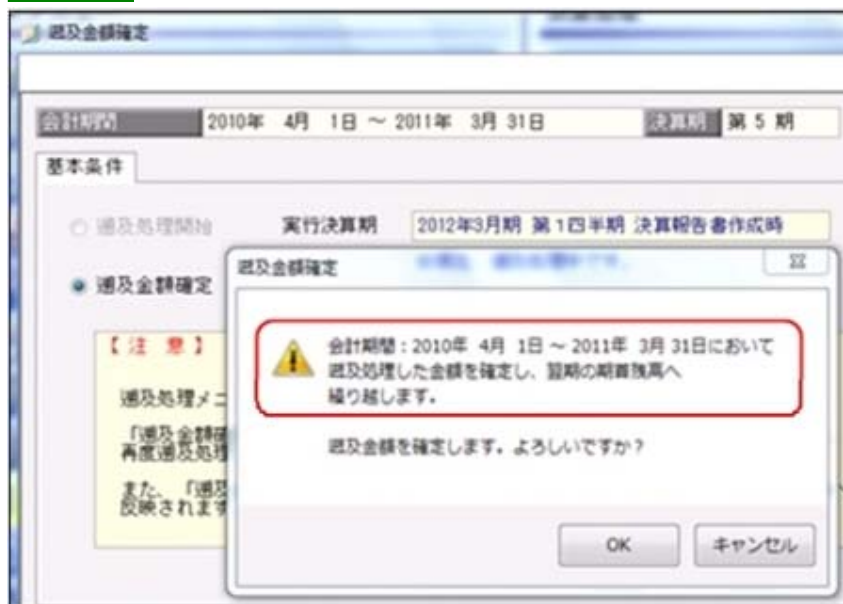 遡及金額確定
会計期間 2010年 4月 1日 ～ 2011年 3月 31日 決算期 第 5 期
基本条件
遡及処理開始 実行決算期 2012年3月期 第1四半期 決算報告書作成時
遡及金額確定
遡及金額確定
【注 意】
会計期間：2010年 4月 1日 ～ 2011年 3月 31日において
遡及処理した金額を確定し、翌期の期首残高へ
繰り越します。
遡及処理メニ
「遡及金額確
再度遡及処理
遡及金額を確定します。よろしいですか？
また、「遡及
反映されます
OK キャンセル